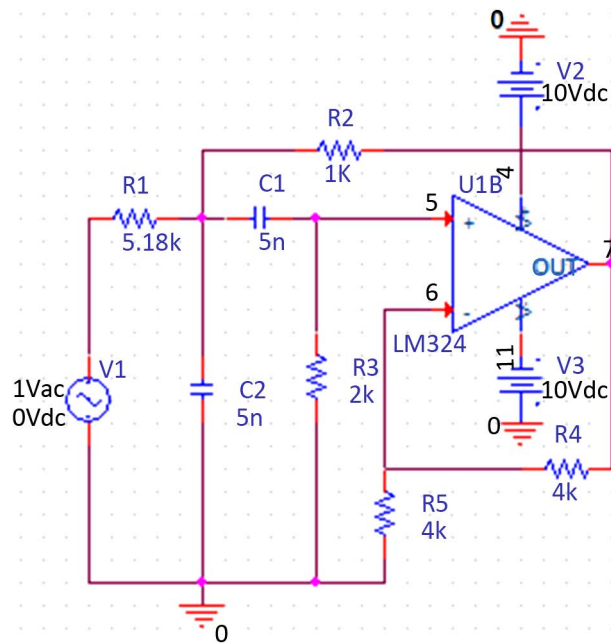 0
V2
10Vdc
R2
1K
4
R1
5.18k
C1
5n
U1B
5
+
OUT
7
6
-
LM324
11
V3
10Vdc
0
V1
1Vac
0Vdc
C2
5n
R3
2k
R4
4k
R5
4k
0